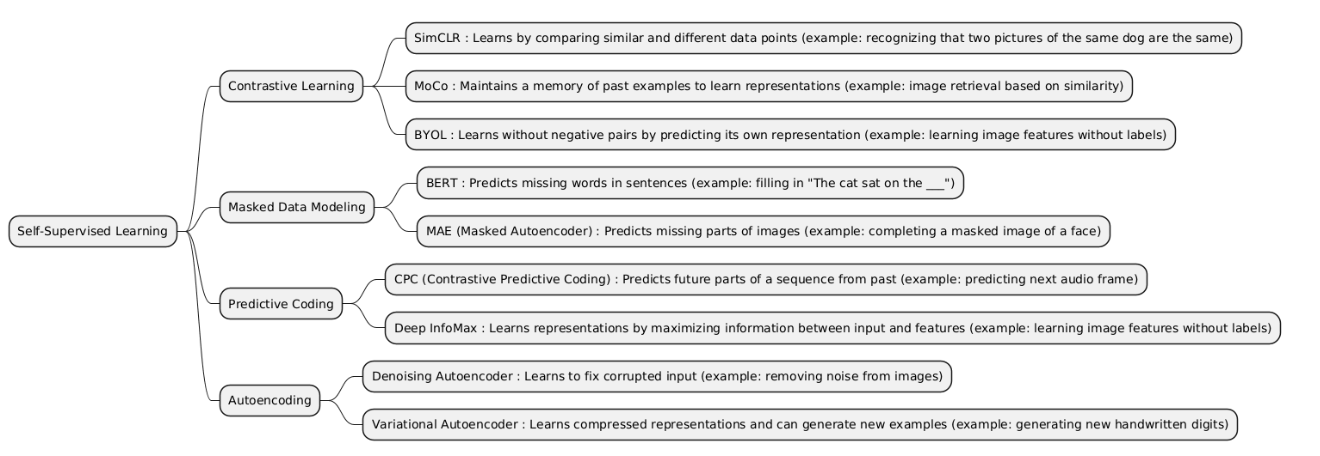 Self-Supervised Learning
Contrastive Learning
SimCLR : Learns by comparing similar and different data points (example: recognizing that two pictures of the same dog are the same)
MoCo : Maintains a memory of past examples to learn representations (example: image retrieval based on similarity)
BYOL : Learns without negative pairs by predicting its own representation (example: learning image features without labels)
Masked Data Modeling
BERT : Predicts missing words in sentences (example: filling in "The cat sat on the ___")
MAE (Masked Autoencoder) : Predicts missing parts of images (example: completing a masked image of a face)
Predictive Coding
CPC (Contrastive Predictive Coding) : Predicts future parts of a sequence from past (example: predicting next audio frame)
Deep InfoMax : Learns representations by maximizing information between input and features (example: learning image features without labels)
Autoencoding
Denoising Autoencoder : Learns to fix corrupted input (example: removing noise from images)
Variational Autoencoder : Learns compressed representations and can generate new examples (example: generating new handwritten digits)